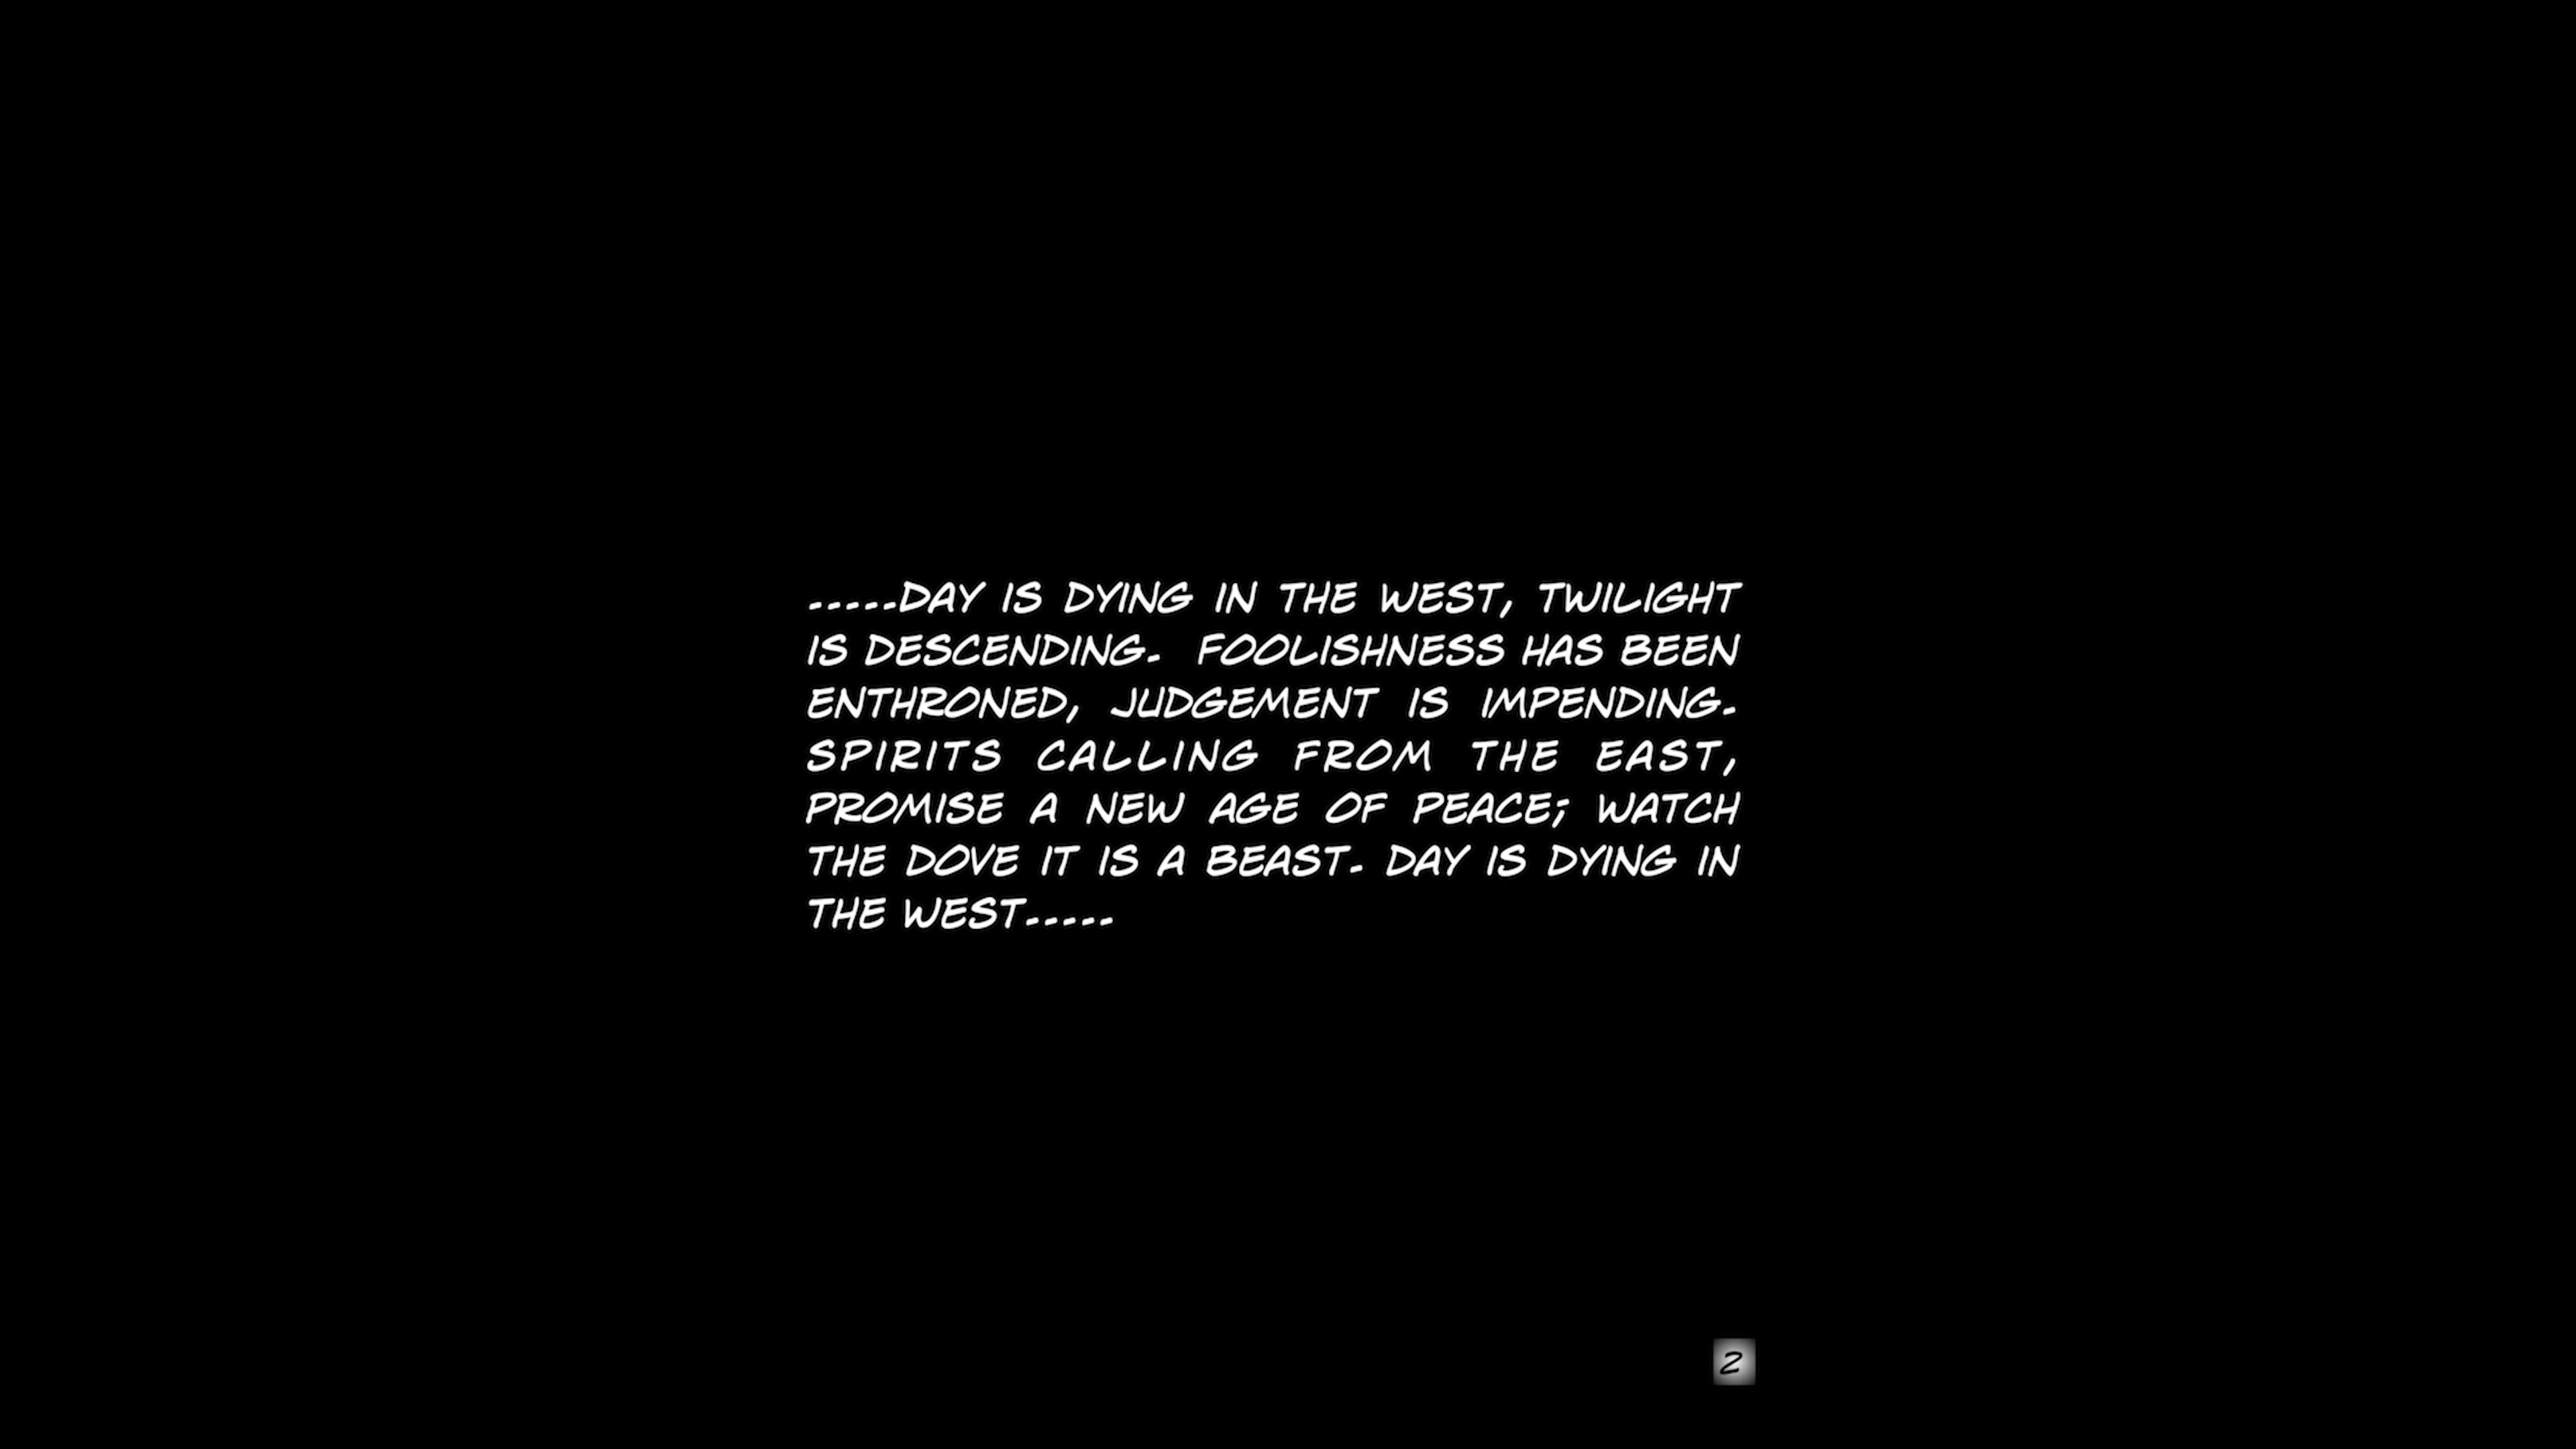 .....DAY IS DYING IN THE WEST, TWILIGHT
IS DESCENDING. FOOLISHNESS HAS BEEN
ENTHRONED, JUDGEMENT IS IMPENDING.
SPIRITS CALLING FROM THE EAST,
PROMISE A NEW AGE OF PEACE; WATCH
THE DOVE IT IS A BEAST. DAY IS DYING IN
THE WEST.....
2